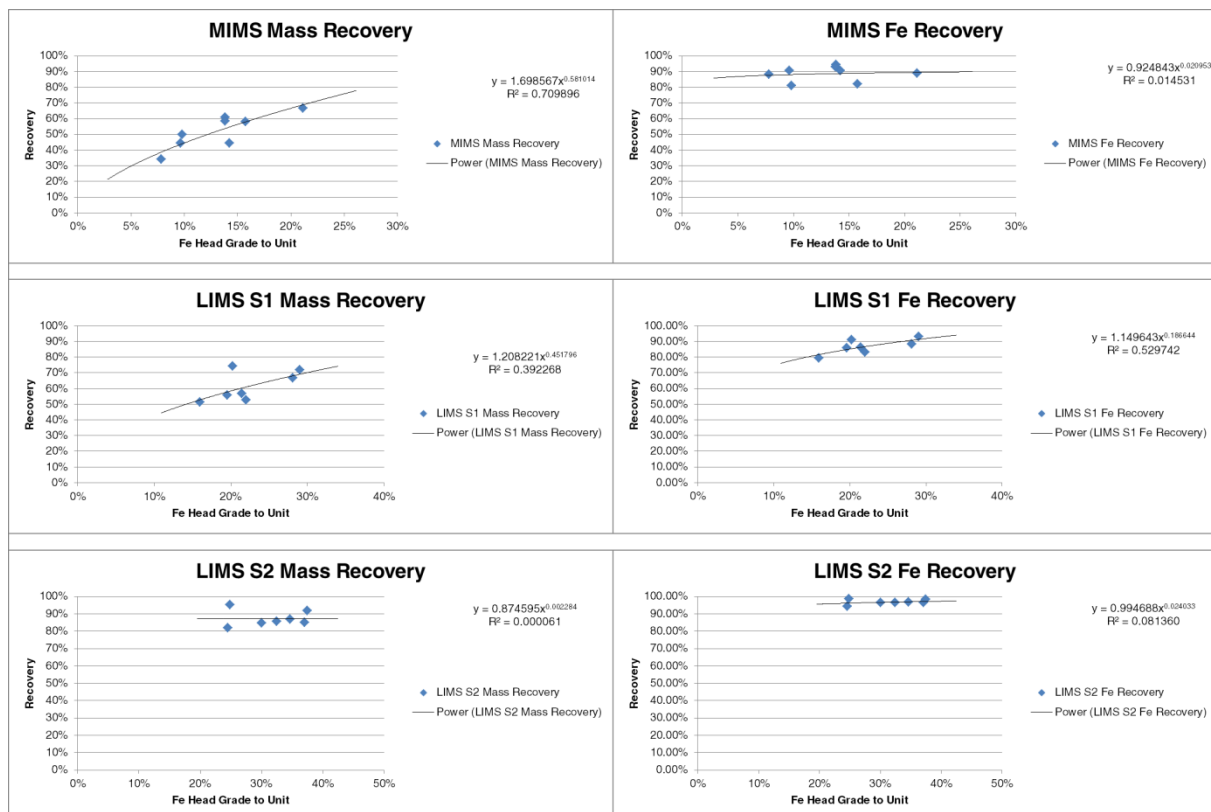 MIMS Mass Recovery
100%
90%
80%
70%
60%
50%
40%
30%
20%
10%
0%
Recovery
0% 5% 10% 15% 20% 25% 30%
Fe Head Grade to Unit
y = 1.698567x^0.581014
R² = 0.709896
MIMS Mass Recovery
Power (MIMS Mass Recovery)
MIMS Fe Recovery
100%
90%
80%
70%
60%
50%
40%
30%
20%
10%
0%
Recovery
0% 5% 10% 15% 20% 25% 30%
Fe Head Grade to Unit
y = 0.924843x^0.020953
R² = 0.014531
MIMS Fe Recovery
Power (MIMS Fe Recovery)
LIMS S1 Mass Recovery
100%
90%
80%
70%
60%
50%
40%
30%
20%
10%
0%
Recovery
0% 10% 20% 30% 40%
Fe Head Grade to Unit
y = 1.208221x^0.451796
R² = 0.392268
LIMS S1 Mass Recovery
Power (LIMS S1 Mass Recovery)
LIMS S1 Fe Recovery
100.00%
90.00%
80.00%
70.00%
60.00%
50.00%
40.00%
30.00%
20.00%
10.00%
0.00%
Recovery
0% 10% 20% 30% 40%
Fe Head Grade to Unit
y = 1.149643x^0.186644
R² = 0.529742
LIMS S1 Fe Recovery
Power (LIMS S1 Fe Recovery)
LIMS S2 Mass Recovery
100%
90%
80%
70%
60%
50%
40%
30%
20%
10%
0%
Recovery
0% 10% 20% 30% 40% 50%
Fe Head Grade to Unit
y = 0.874595x^0.002284
R² = 0.000061
LIMS S2 Mass Recovery
Power (LIMS S2 Mass Recovery)
LIMS S2 Fe Recovery
100.00%
90.00%
80.00%
70.00%
60.00%
50.00%
40.00%
30.00%
20.00%
10.00%
0.00%
Recovery
0% 10% 20% 30% 40% 50%
Fe Head Grade to Unit
y = 0.994688x^0.024033
R² = 0.081360
LIMS S2 Fe Recovery
Power (LIMS S2 Fe Recovery)